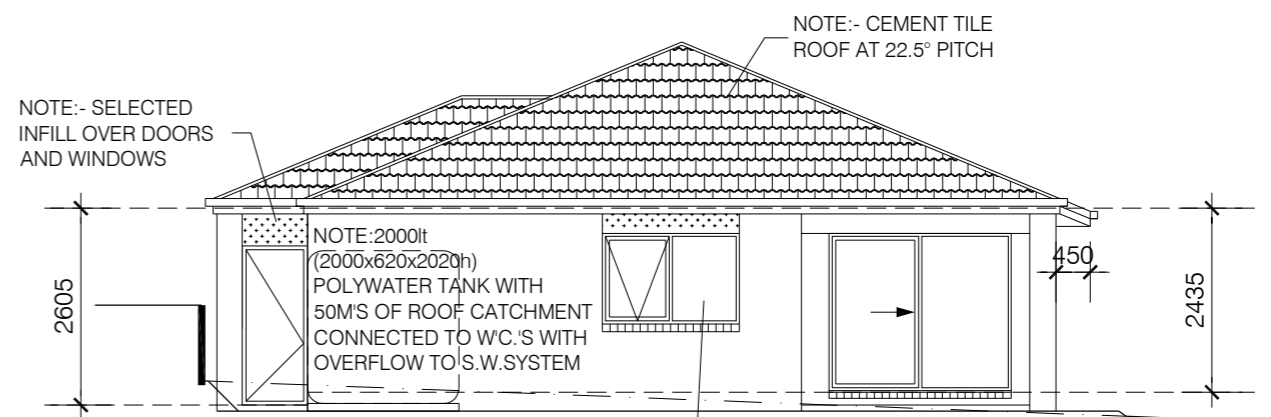 NOTE:- CEMENT TILE
ROOF AT 22.5° PITCH
NOTE:- SELECTED
INFILL OVER DOORS
AND WINDOWS
NOTE:2000lt
(2000x620x2020h)
POLYWATER TANK WITH
50M'S OF ROOF CATCHMENT
CONNECTED TO W'C.'S WITH
OVERFLOW TO S.W.SYSTEM
450
2605
2435